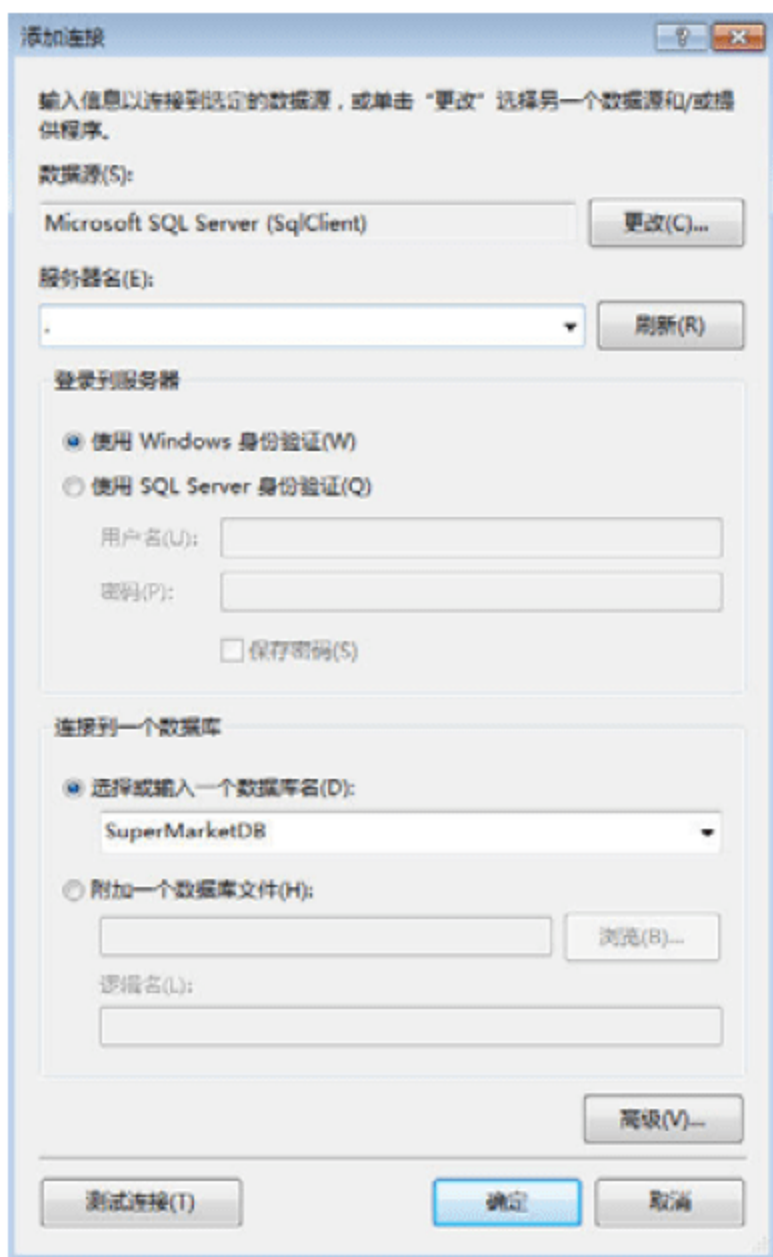 添加连接
输入信息以连接到选定的数据源，或单击“更改”选择另一个数据源和/或提
供程序。
数据源(S):
Microsoft SQL Server (SqlClient)
更改(C)...
服务器名(E):
.
刷新(R)
登录到服务器
使用 Windows 身份验证(W)
使用 SQL Server 身份验证(Q)
用户名(U):
密码(P):
保存密码(S)
连接到一个数据库
选择或输入一个数据库名(D):
SuperMarketDB
附加一个数据库文件(H):
浏览(B)...
逻辑名(L):
高级(V)...
测试连接(T)
确定
取消